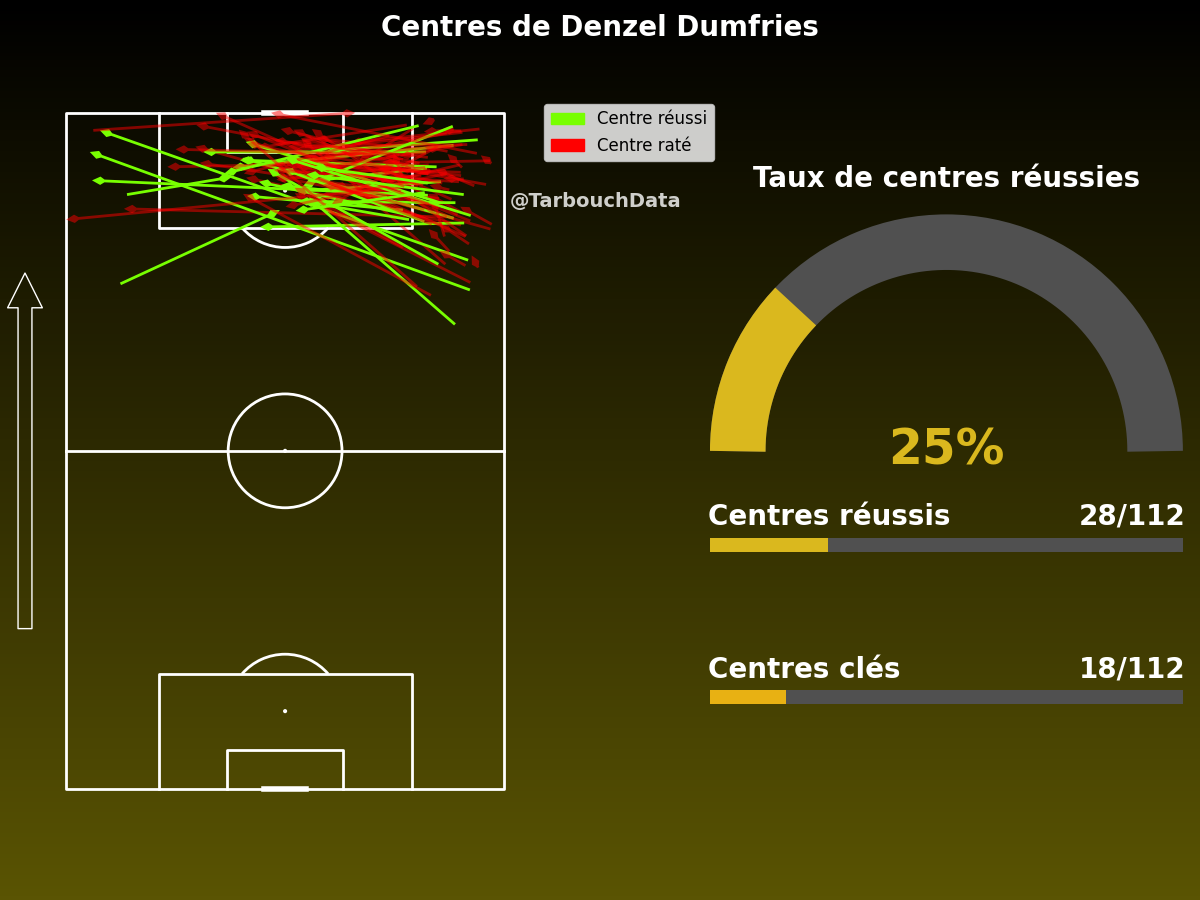 Centres de Denzel Dumfries
Centre réussi
Centre raté
@TarbouchData
Taux de centres réussies
25%
Centres réussis 28/112
Centres clés 18/112